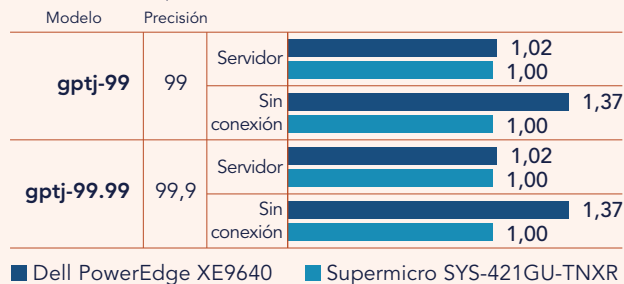 Modelo Precisión
gptj-99 99 Servidor 1,02
1,00
Sin conexión 1,37
1,00
gptj-99.99 99,9 Servidor 1,02
1,00
Sin conexión 1,37
1,00
Dell PowerEdge XE9640 Supermicro SYS-421GU-TNXR